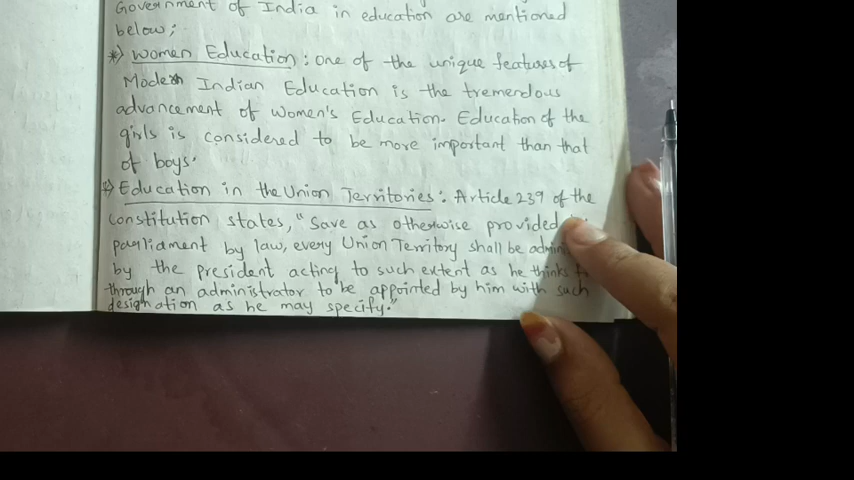 Government of India in education are mentioned
below;
*) Women Education: One of the unique features of
Modern Indian Education is the tremendous
advancement of Women's Education. Education of the
girls is considered to be more important than that
of boys.
Education in the Union Territories: Article 239 of the
constitution states, "Save as otherwise provided
parliament by law, every Union Territory shall be
by the president acting to such extent as he thinks
through an administrator to be appointed by him with such
designation as he may specify."